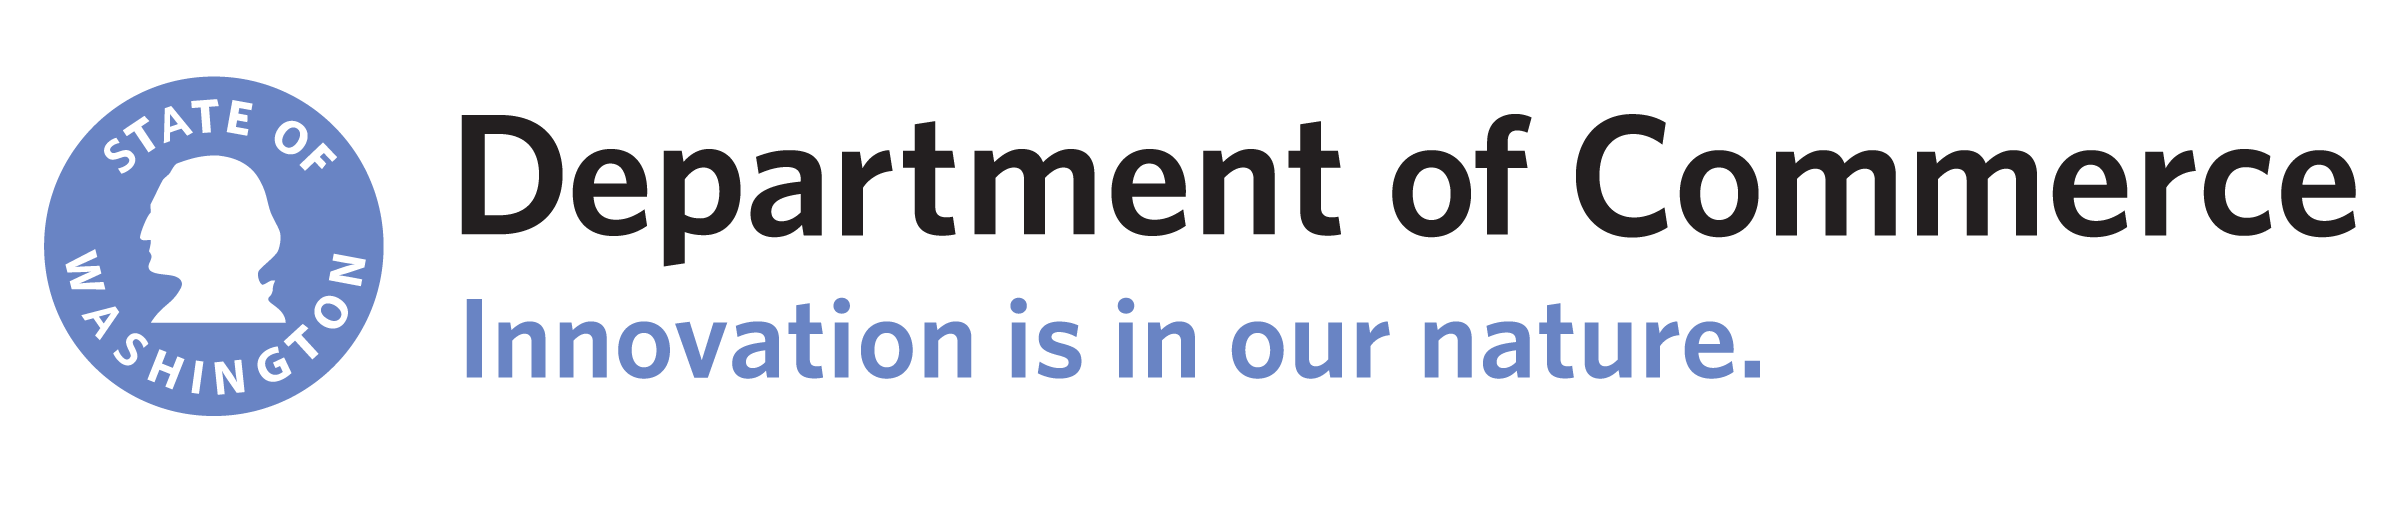 STATE OF
WASHINGTON
Department of Commerce
Innovation is in our nature.